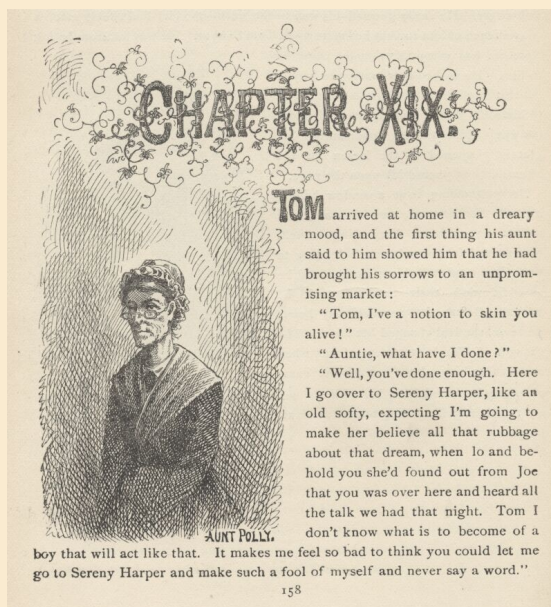 CHAPTER XIX.
TOM arrived at home in a dreary
mood, and the first thing his aunt
said to him showed him that he had
brought his sorrows to an unprom-
ising market:
"Tom, I've a notion to skin you
alive!"
"Auntie, what have I done?"
"Well, you've done enough. Here
I go over to Sereny Harper, like an
old softy, expecting I'm going to
make her believe all that rubbage
about that dream, when lo and be-
hold you she'd found out from Joe
that you was over here and heard all
the talk we had that night. Tom I
don't know what is to become of a
AUNT POLLY.
boy that will act like that. It makes me feel so bad to think you could let me
go to Sereny Harper and make such a fool of myself and never say a word."
158